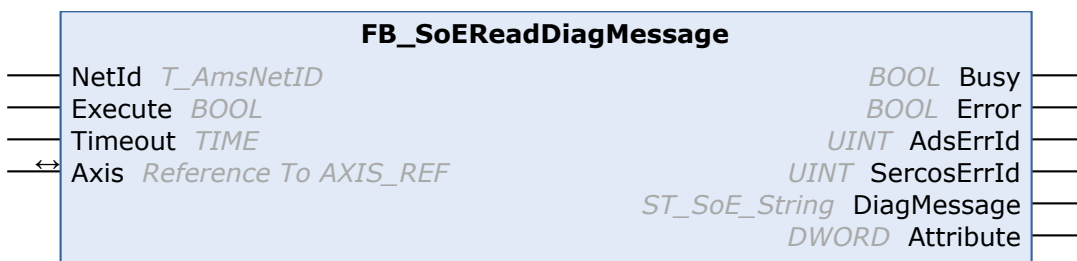 FB_SoEReadDiagMessage
NetId T_AmsNetID BOOL Busy
Execute BOOL BOOL Error
Timeout TIME UINT AdsErrId
↔ Axis Reference To AXIS_REF UINT SercosErrId
ST_SoE_String DiagMessage
DWORD Attribute